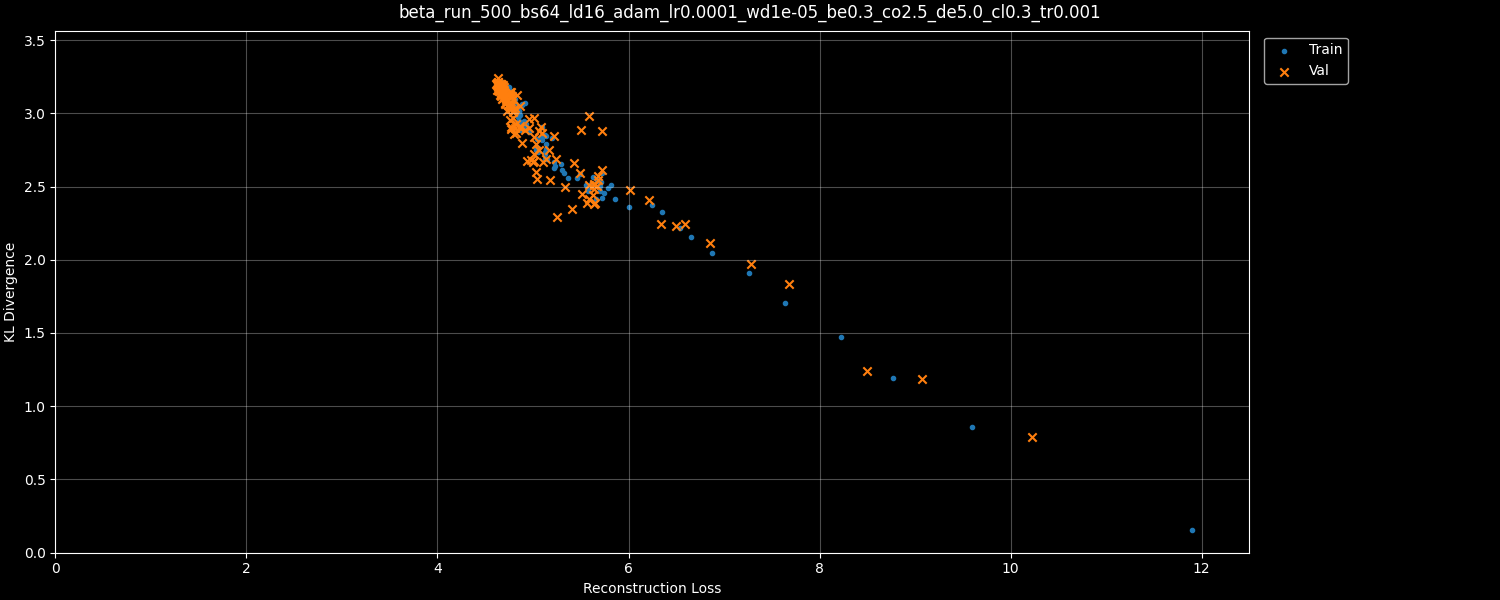 beta_run_500_bs64_ld16_adam_lr0.0001_wd1e-05_be0.3_co2.5_de5.0_cl0.3_tr0.001
3.5
3.0
2.5
2.0
1.5
1.0
0.5
0.0
KL Divergence
0 2 4 6 8 10 12
Reconstruction Loss
Train
Val